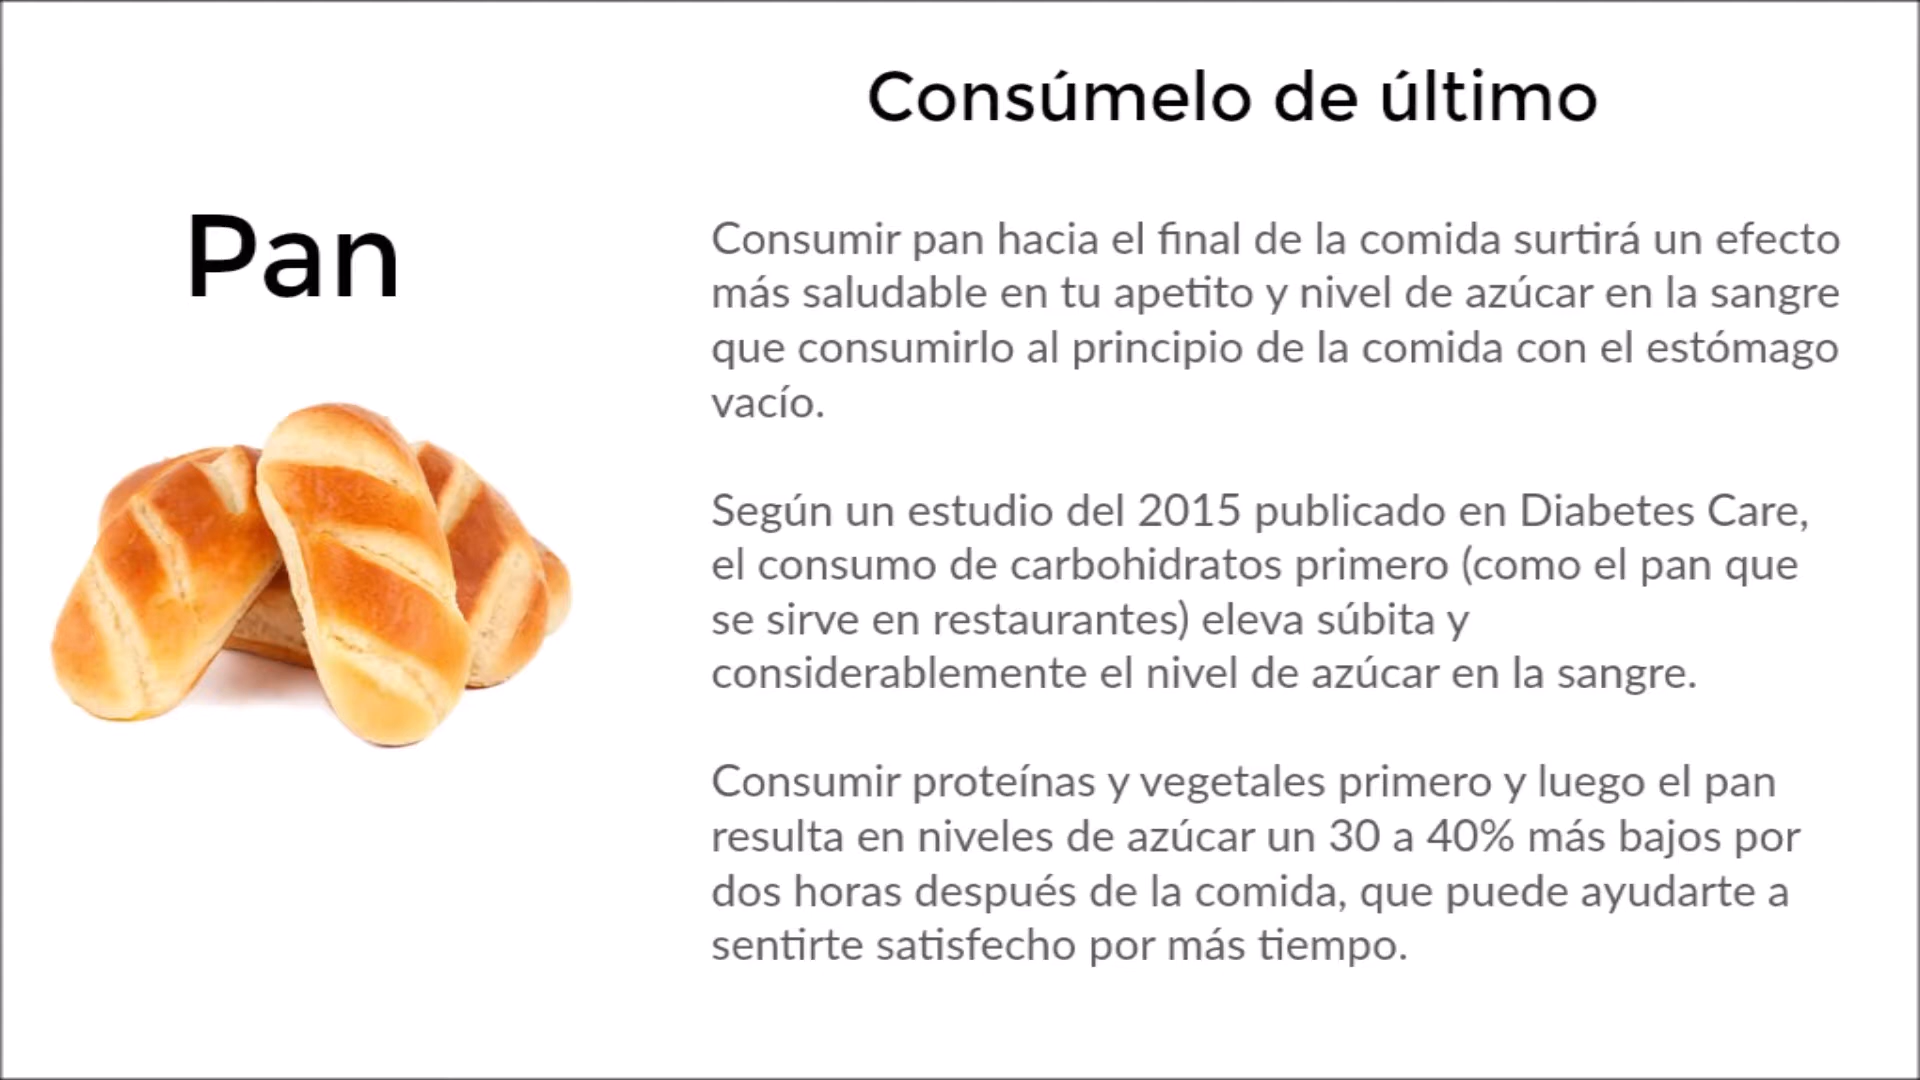 Consúmelo de último
Pan
Consumir pan hacia el final de la comida surtirá un efecto
más saludable en tu apetito y nivel de azúcar en la sangre
que consumirlo al principio de la comida con el estómago
vacío.
Según un estudio del 2015 publicado en Diabetes Care,
el consumo de carbohidratos primero (como el pan que
se sirve en restaurantes) eleva súbita y
considerablemente el nivel de azúcar en la sangre.
Consumir proteínas y vegetales primero y luego el pan
resulta en niveles de azúcar un 30 a 40% más bajos por
dos horas después de la comida, que puede ayudarte a
sentirte satisfecho por más tiempo.